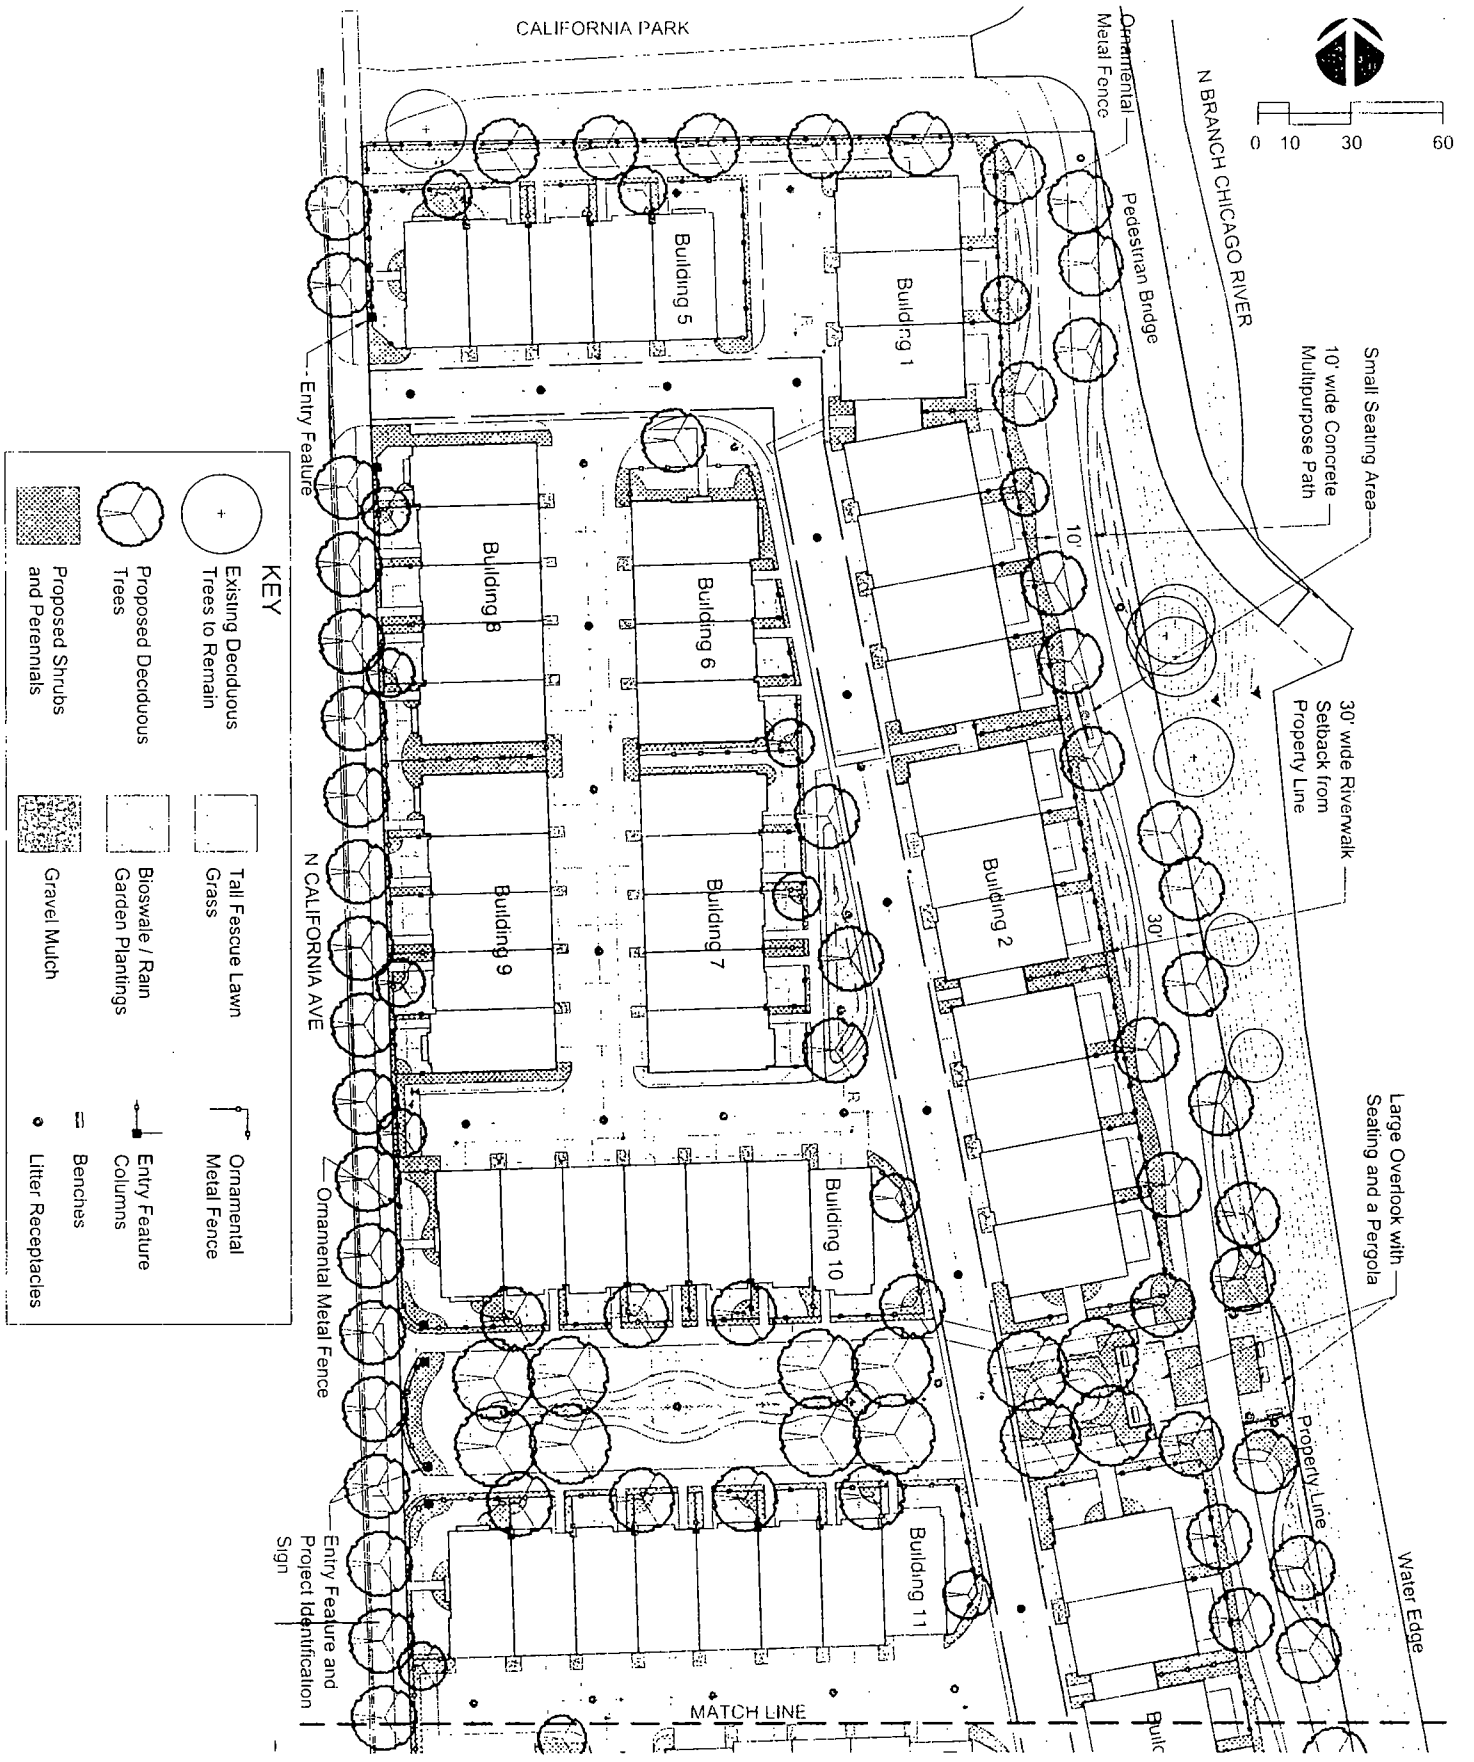 CALIFORNIA PARK
Ornamental
Metal Fence
N BRANCH CHICAGO RIVER
0 10 30 60
Pedestrian Bridge
Small Seating Area
10' wide Concrete
Multipurpose Path
30' wide Riverwalk
Setback from
Property Line
Large Overlook with
Seating and a Pergola
Property Line
Water Edge
Building 5
Building 1
Building 8
Building 6
10'
Building 2
30'
Building 9
Building 7
R
R
Building 10
Building 11
Entry Feature
N CALIFORNIA AVE
Ornamental Metal Fence
Entry Feature and
Project Identification
Sign
MATCH LINE
KEY
Existing Deciduous
Trees to Remain
Proposed Deciduous
Trees
Proposed Shrubs
and Perennials
Tall Fescue Lawn
Grass
Bioswale / Rain
Garden Plantings
Gravel Mulch
Ornamental
Metal Fence
Entry Feature
Columns
Benches
Litter Receptacles